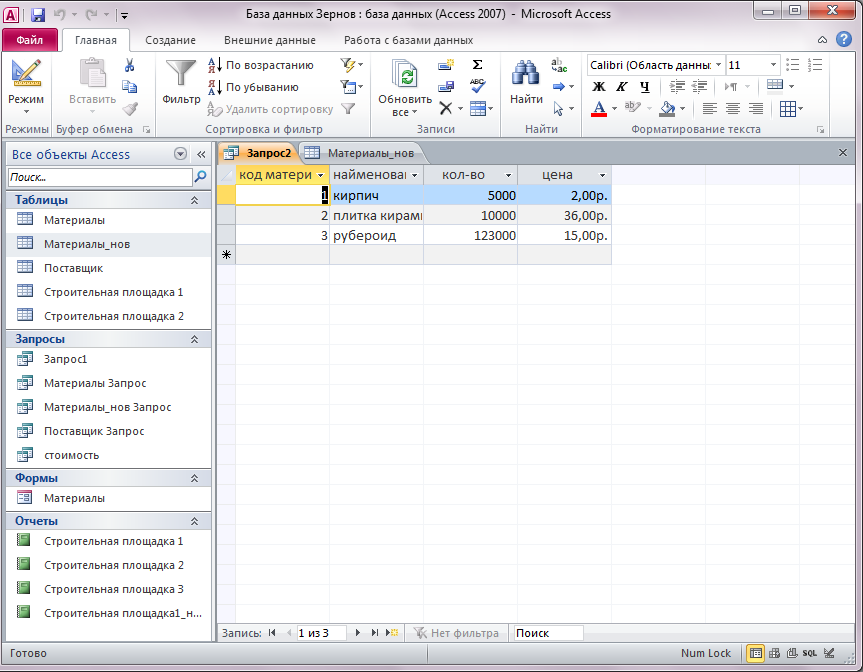 База данных Зернов : база данных (Access 2007) - Microsoft Access
Файл Главная Создание Внешние данные Работа с базами данных
Режим
Режимы
Вставить
Буфер обмена
Фильтр
По возрастанию
По убыванию
Удалить сортировку
Сортировка и фильтр
Обновить все
Записи
Найти
Найти
Calibri (Область данны: 11
Ж К Ч
Форматирование текста
Все объекты Access
Поиск...
Таблицы
Материалы
Материалы_нов
Поставщик
Строительная площадка 1
Строительная площадка 2
Запросы
Запрос1
Материалы Запрос
Материалы_нов Запрос
Поставщик Запрос
стоимость
Формы
Материалы
Отчеты
Строительная площадка 1
Строительная площадка 2
Строительная площадка 3
Строительная площадка1_н...
Запрос2 Материалы_нов
код матери найменова кол-во цена
1 кирпич 5000 2,00р.
2 плитка кирами 10000 36,00р.
3 рубероид 123000 15,00р.
Запись: 1 из 3 Нет фильтра Поиск
Готово Num Lock SQL